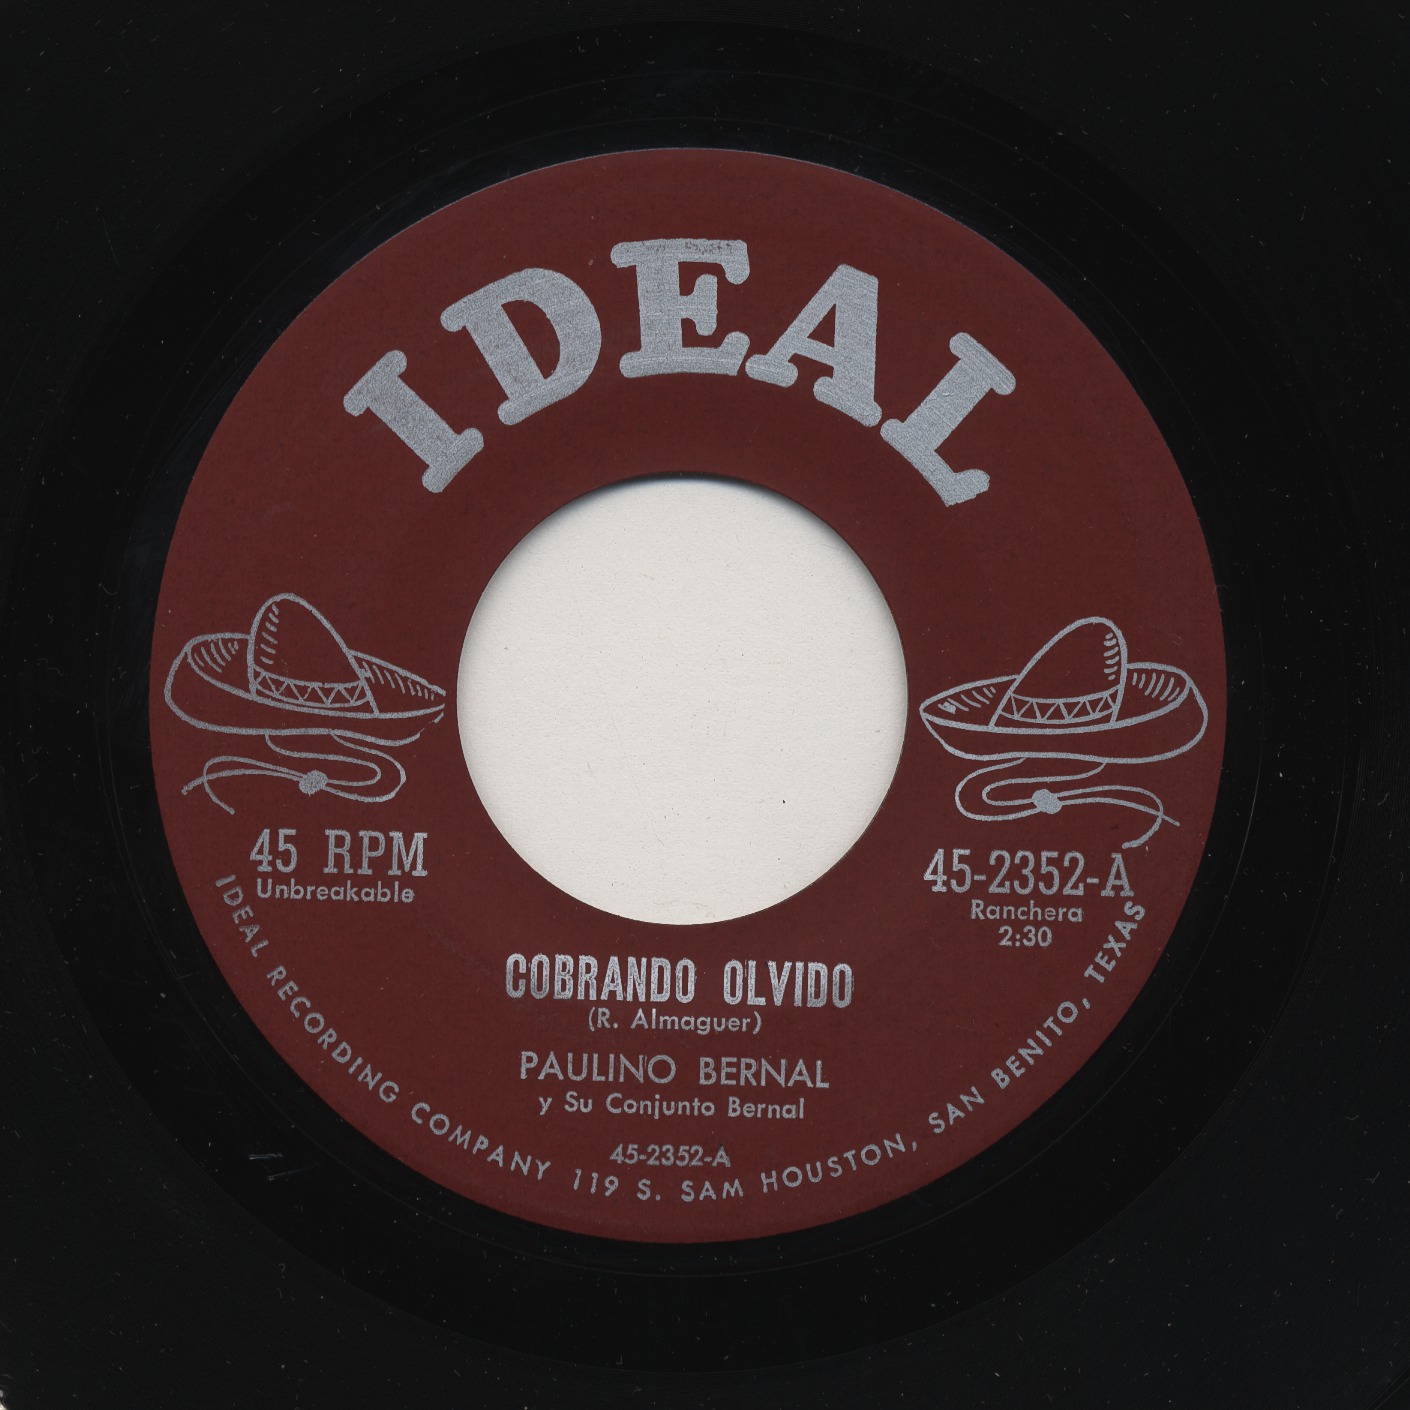 IDEAL
45 RPM
Unbreakable
45-2352-A
Ranchera
2:30
COBRANDO OLVIDO
(R. Almaguer)
PAULINO BERNAL
y Su Conjunto Bernal
45-2352-A
IDEAL RECORDING COMPANY 119 S. SAM HOUSTON, SAN BENITO, TEXAS